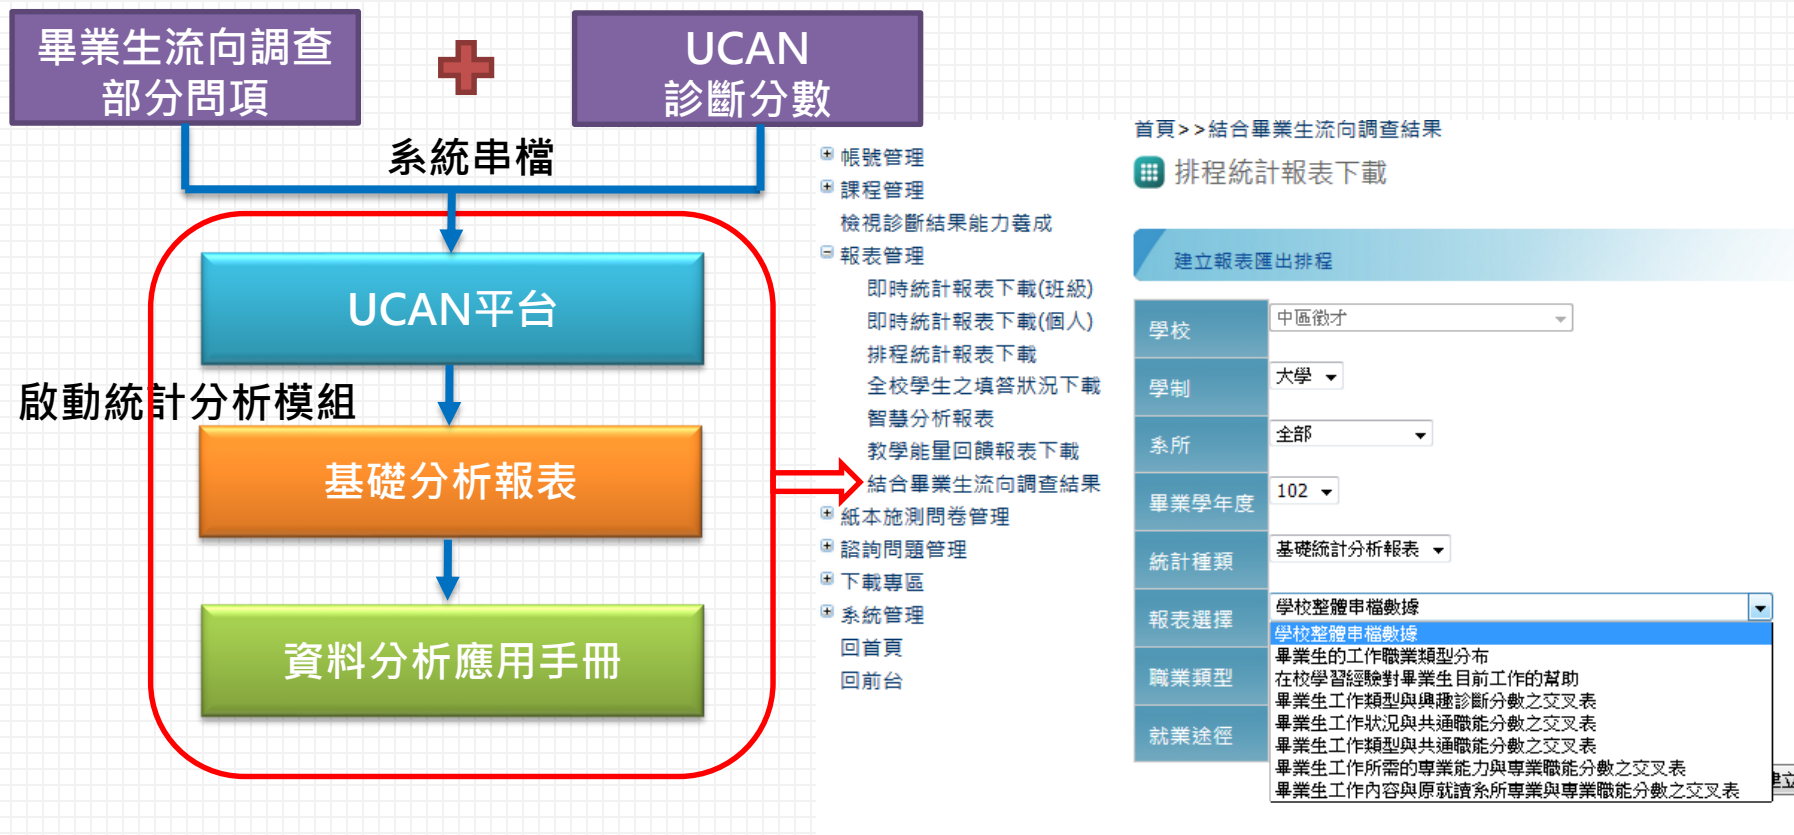 畢業生流向調查
部分問項
UCAN
診斷分數
系統串檔
UCAN平台
啟動統計分析模組
基礎分析報表
資料分析應用手冊
帳號管理
課程管理
檢視診斷結果能力養成
報表管理
即時統計報表下載(班級)
即時統計報表下載(個人)
排程統計報表下載
全校學生之填答狀況下載
智慧分析報表
教學能量回饋報表下載
結合畢業生流向調查結果
紙本施測問卷管理
諮詢問題管理
下載專區
系統管理
回首頁
回前台
首頁>>結合畢業生流向調查結果
排程統計報表下載
建立報表匯出排程
學校 中區徵才
學制 大學
系所 全部
畢業學年度 102
統計種類 基礎統計分析報表
報表選擇 學校整體串檔數據
學校整體串檔數據
畢業生的工作職業類型分布
在校學習經驗對畢業生目前工作的幫助
職業類型
畢業生工作類型與興趣診斷分數之交叉表
畢業生工作狀況與共通職能分數之交叉表
就業途徑
畢業生工作類型與共通職能分數之交叉表
畢業生工作所需的專業能力與專業職能分數之交叉表
畢業生工作內容與原就讀系所專業與專業職能分數之交叉表